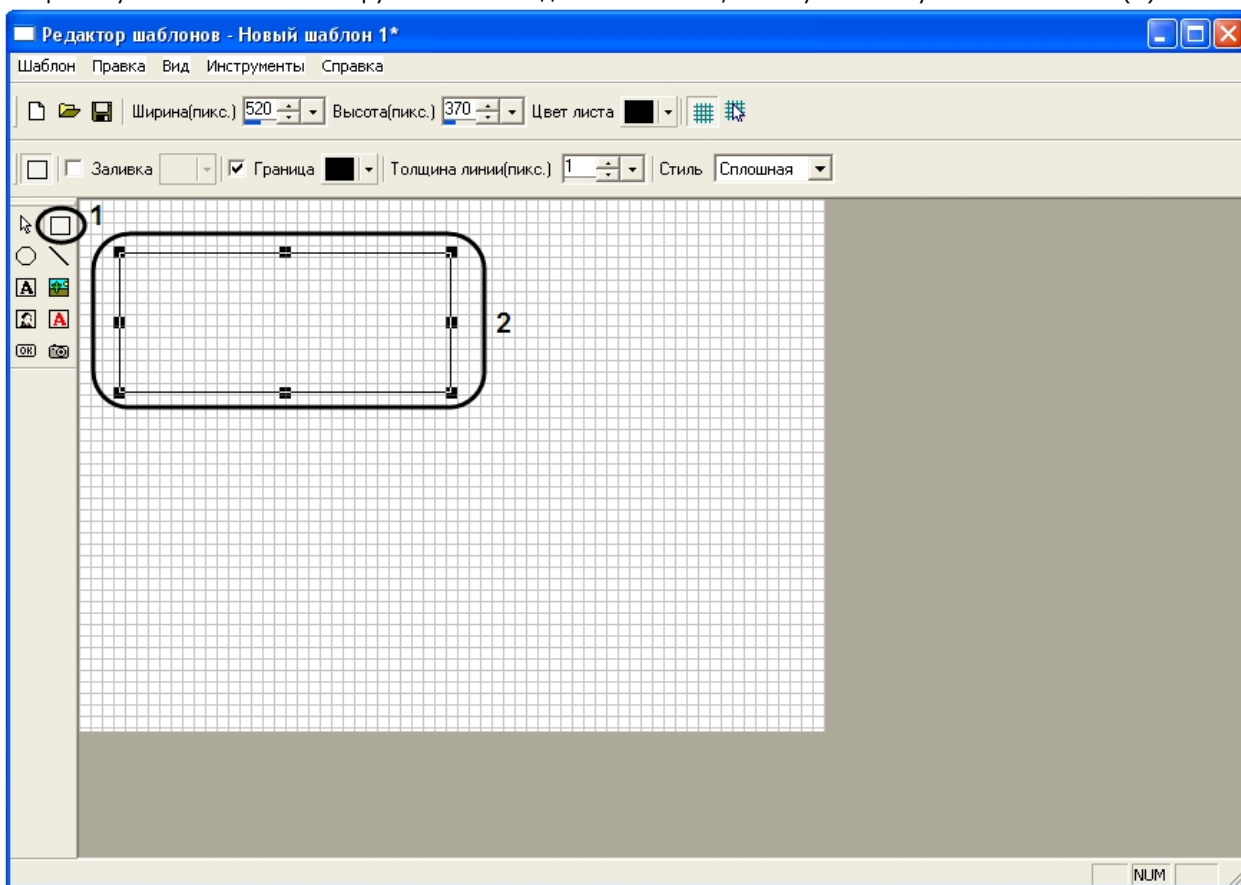 Редактор шаблонов - Новый шаблон 1*
Шаблон Правка Вид Инструменты Справка
Ширина(пикс.) 520 Высота(пикс.) 370 Цвет листа
Заливка Граница Толщина линии(пикс.) 1 Стиль Сплошная
1
A
A
OK
2
NUM